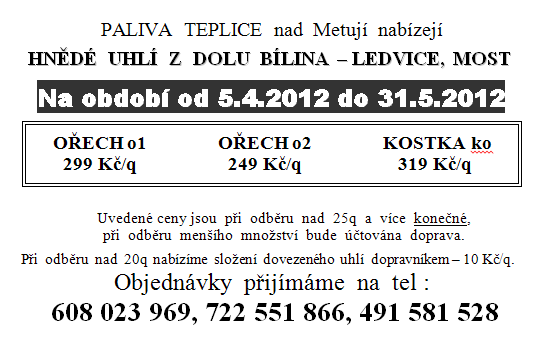 PALIVA TEPLICE nad Metují nabízejí
HNĚDÉ UHLÍ Z DOLU BÍLINA – LEDVICE, MOST
Na období od 5.4.2012 do 31.5.2012
OŘECH o1 OŘECH o2 KOSTKA ko
299 Kč/q 249 Kč/q 319 Kč/q
Uvedené ceny jsou při odběru nad 25q a více konečné,
při odběru menšího množství bude účtována doprava.
Při odběru nad 20q nabízíme složení dovezeného uhlí dopravníkem – 10 Kč/q.
Objednávky přijímáme na tel :
608 023 969, 722 551 866, 491 581 528